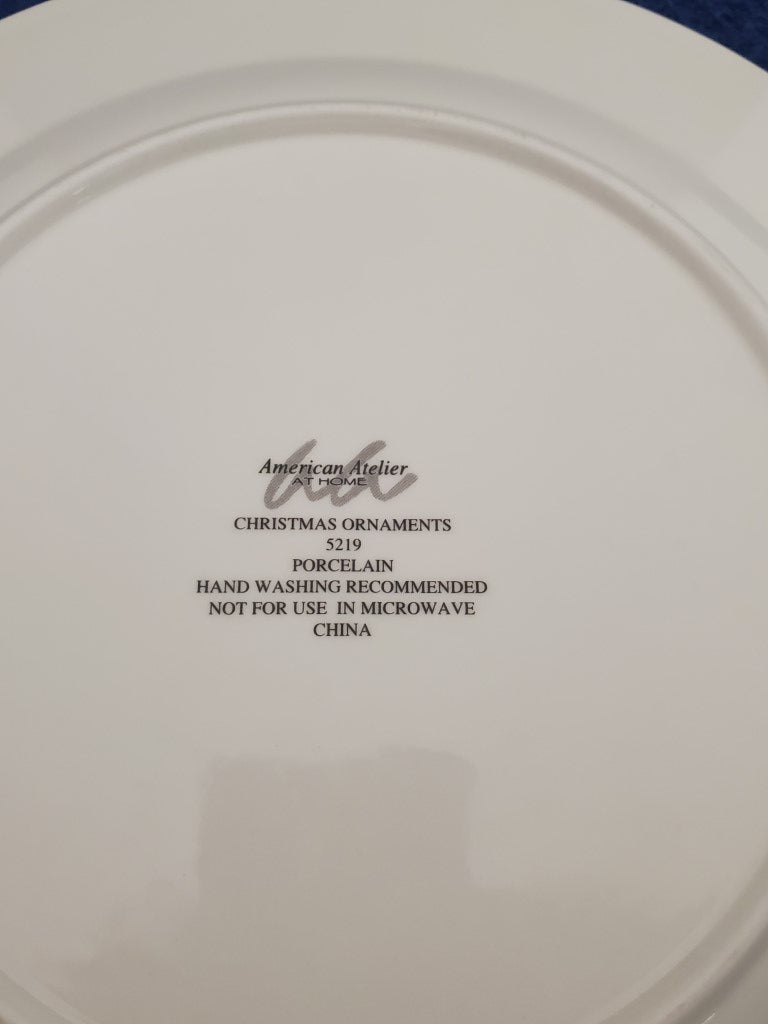 American Atelier
AT HOME
CHRISTMAS ORNAMENTS
5219
PORCELAIN
HAND WASHING RECOMMENDED
NOT FOR USE IN MICROWAVE
CHINA